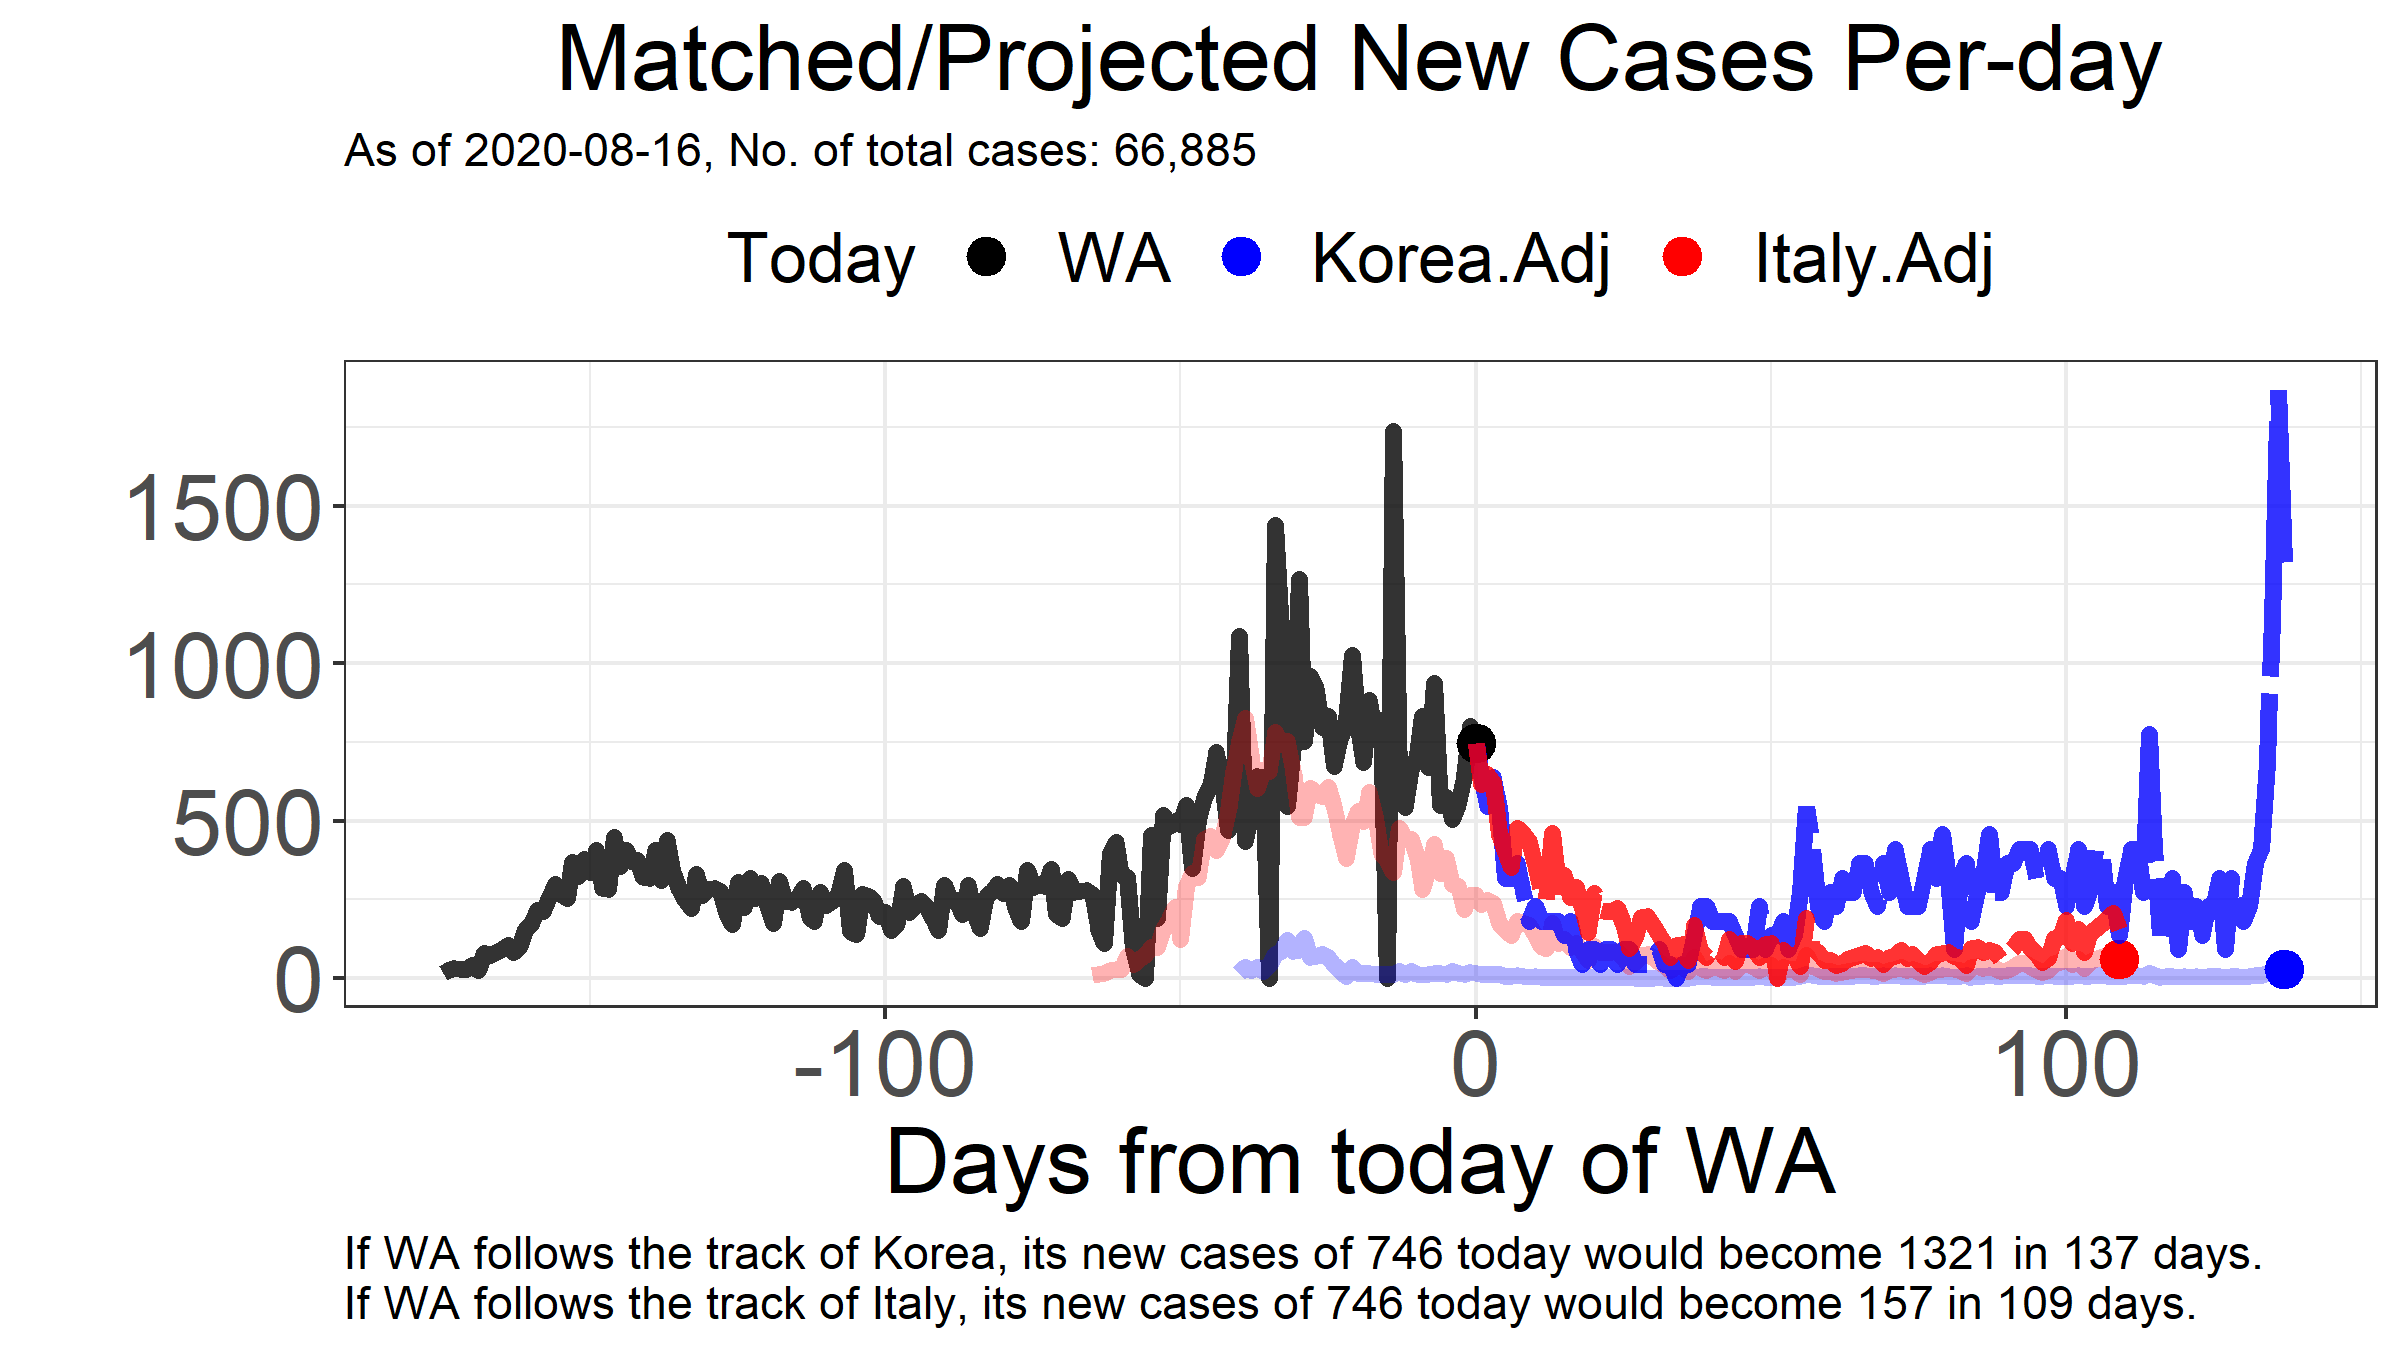 Matched/Projected New Cases Per-day
As of 2020-08-16, No. of total cases: 66,885
Today WA Korea.Adj Italy.Adj
1500
1000
500
0
-100 0 100
Days from today of WA
If WA follows the track of Korea, its new cases of 746 today would become 1321 in 137 days.
If WA follows the track of Italy, its new cases of 746 today would become 157 in 109 days.